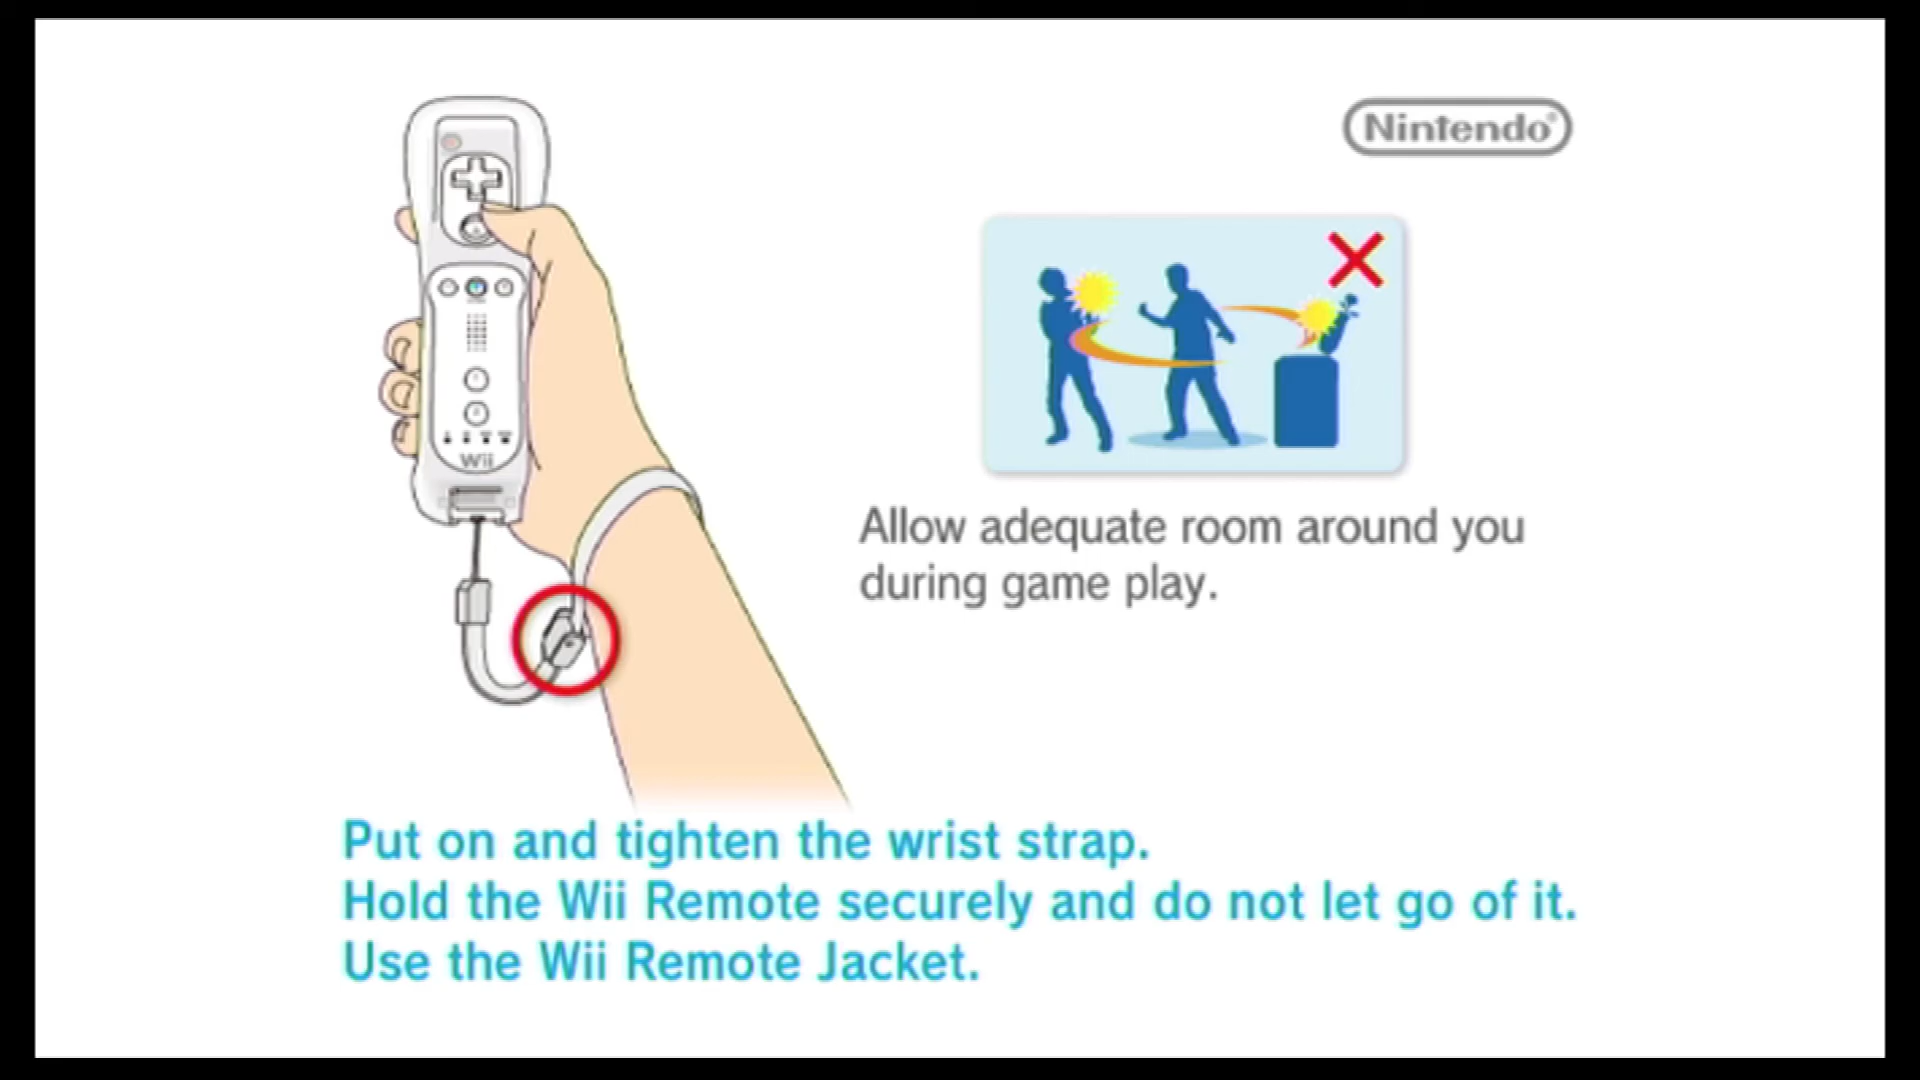 Nintendo®
Wii
Allow adequate room around you
during game play.
Put on and tighten the wrist strap.
Hold the Wii Remote securely and do not let go of it.
Use the Wii Remote Jacket.